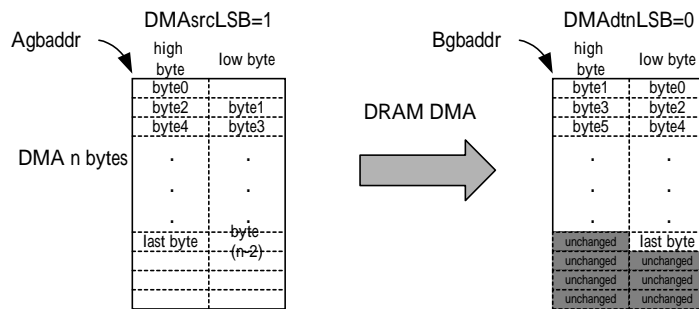 DMAsrcLSB=1
DMAdtnLSB=0
Agbaddr
high byte
low byte
Bgbaddr
high byte
low byte
byte0
byte1 byte0
byte2 byte1
byte3 byte2
byte4 byte3
byte5 byte4
DRAM DMA
DMA n bytes
. .
. .
. .
. .
. .
. .
last byte
byte (n-2)
unchanged last byte
unchanged unchanged
unchanged unchanged
unchanged unchanged